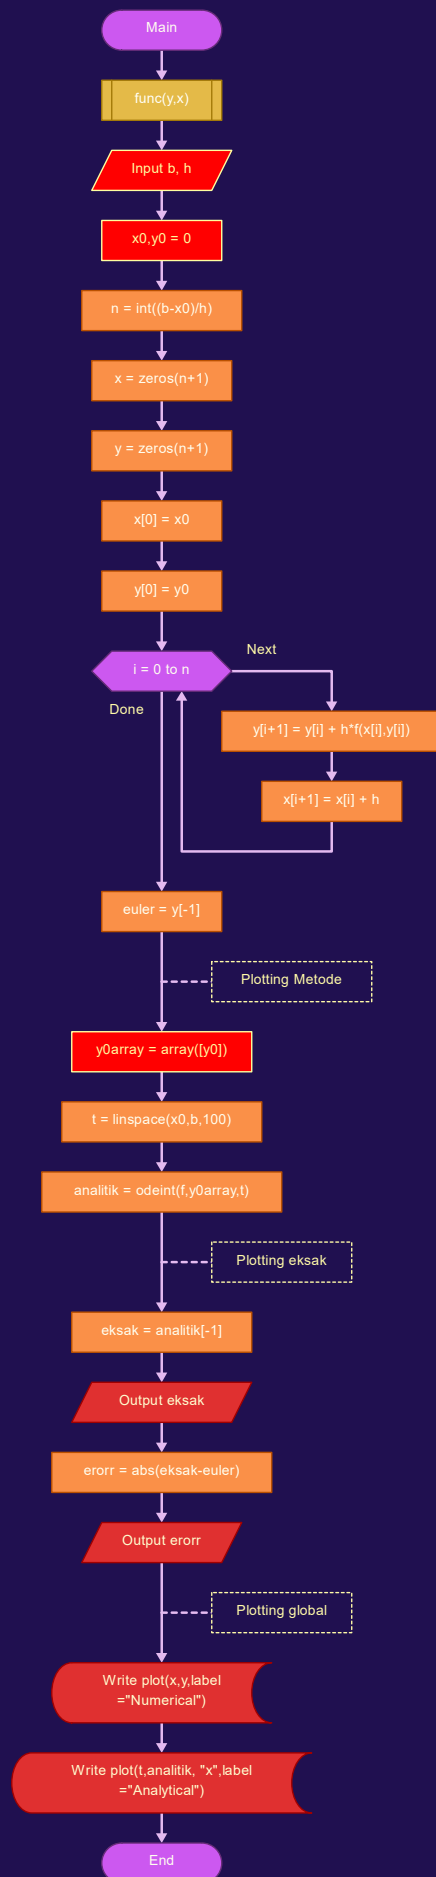 Main
func(y,x)
Input b, h
x0,y0 = 0
n = int((b-x0)/h)
x = zeros(n+1)
y = zeros(n+1)
x[0] = x0
y[0] = y0
Next
i = 0 to n
Done
y[i+1] = y[i] + h*f(x[i],y[i])
x[i+1] = x[i] + h
euler = y[-1]
Plotting Metode
y0array = array([y0])
t = linspace(x0,b,100)
analitik = odeint(f,y0array,t)
Plotting eksak
eksak = analitik[-1]
Output eksak
erorr = abs(eksak-euler)
Output erorr
Plotting global
Write plot(x,y,label
="Numerical")
Write plot(t,analitik, "x",label
="Analytical")
End